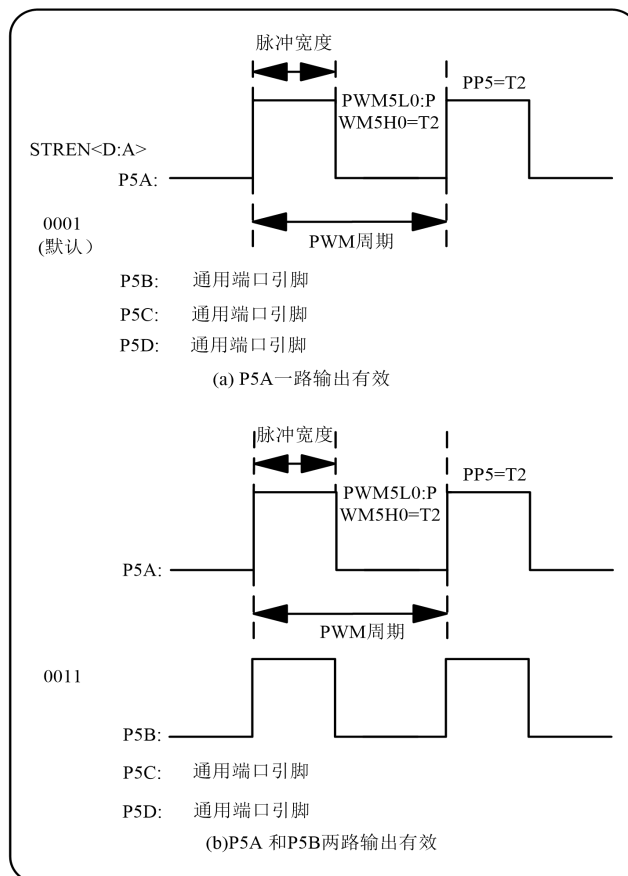 脉冲宽度
PWM5L0:P
WM5H0=T2
PP5=T2
STREN<D:A>
P5A:
0001
(默认）
PWM周期
P5B: 通用端口引脚
P5C: 通用端口引脚
P5D: 通用端口引脚
(a) P5A一路输出有效
脉冲宽度
PWM5L0:P
WM5H0=T2
PP5=T2
P5A:
PWM周期
0011
P5B:
P5C: 通用端口引脚
P5D: 通用端口引脚
(b)P5A 和P5B两路输出有效